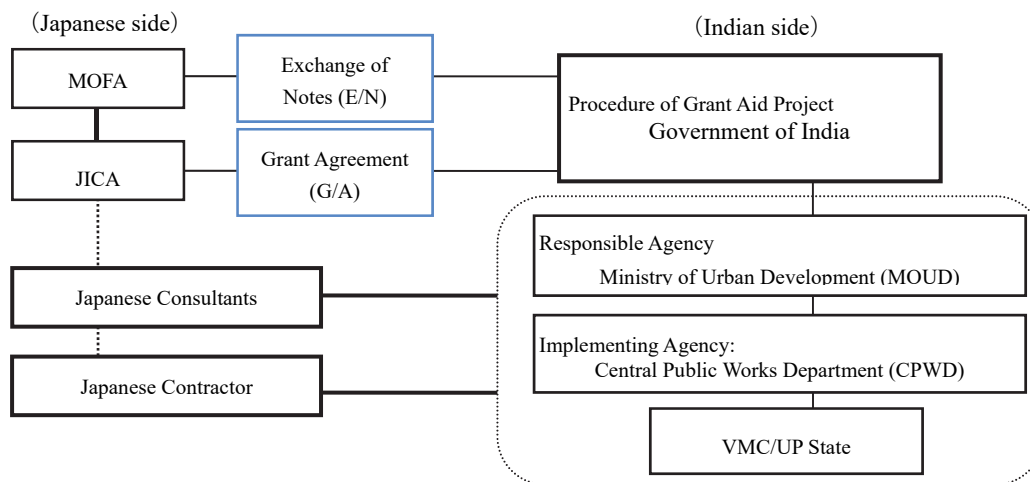 （Japanese side）
（Indian side）
MOFA
Exchange of
Notes (E/N)
Procedure of Grant Aid Project
Government of India
JICA
Grant Agreement
(G/A)
Responsible Agency
Ministry of Urban Development (MOUD)
Japanese Consultants
Implementing Agency:
Central Public Works Department (CPWD)
Japanese Contractor
VMC/UP State